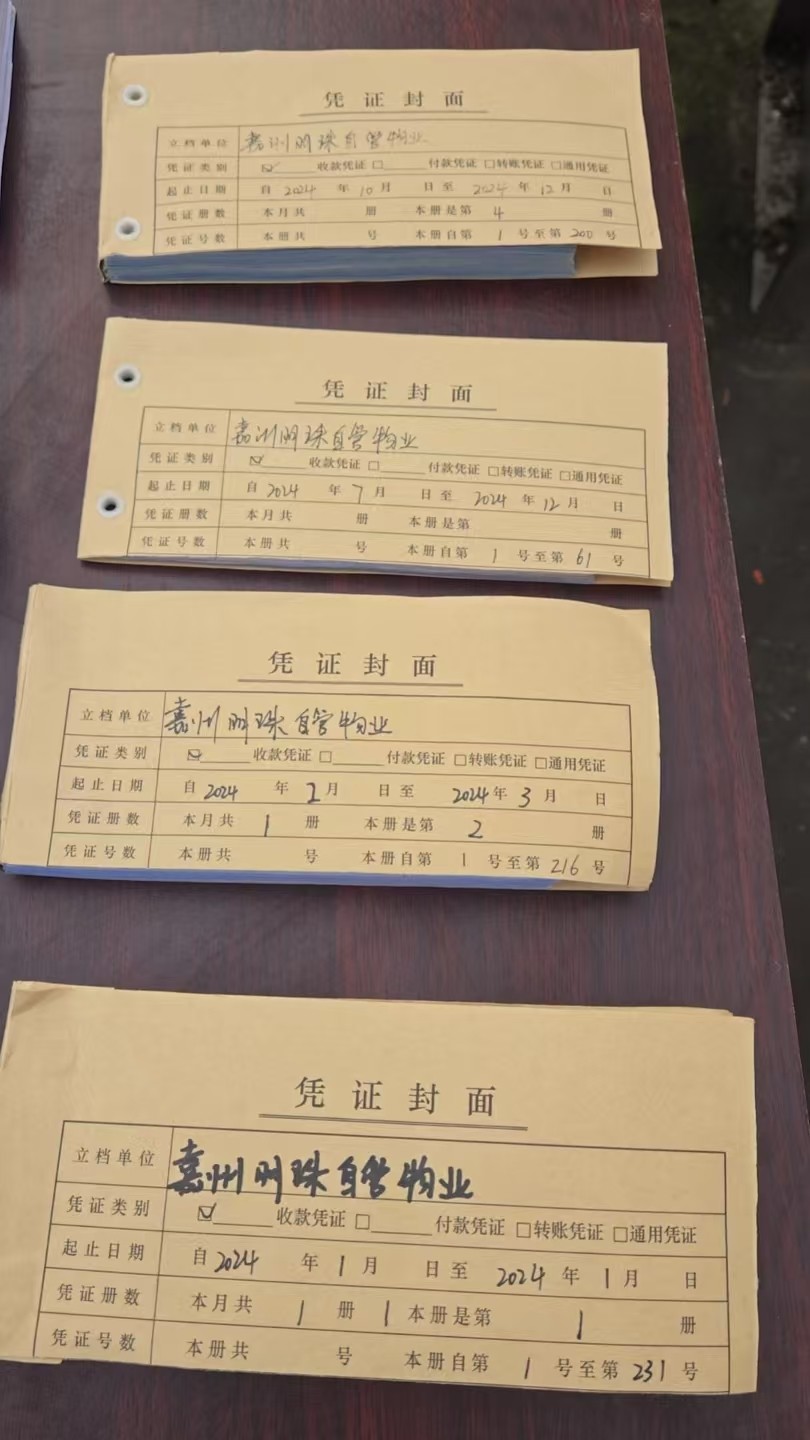 凭证封面
立档单位 嘉州明珠自管物业
凭证类别 ☑ 收款凭证 □ 付款凭证 □转账凭证 □通用凭证
起止日期 自 2024 年 10 月 日至 2024 年 12 月 日
凭证册数 本月共 册 本册是第 4 册
凭证号数 本册共 号 本册自第 1 号至第 200 号
凭证封面
立档单位 嘉州明珠自管物业
凭证类别 ☑ 收款凭证 □ 付款凭证 □转账凭证 □通用凭证
起止日期 自 2024 年 7 月 日至 2024 年 12 月 日
凭证册数 本月共 册 本册是第 册
凭证号数 本册共 号 本册自第 1 号至第 61 号
凭证封面
立档单位 嘉州明珠自管物业
凭证类别 ☑ 收款凭证 □ 付款凭证 □转账凭证 □通用凭证
起止日期 自 2024 年 2 月 日至 2024 年 3 月 日
凭证册数 本月共 1 册 本册是第 2 册
凭证号数 本册共 号 本册自第 1 号至第 216 号
凭证封面
立档单位 嘉州明珠自管物业
凭证类别 ☑ 收款凭证 □ 付款凭证 □转账凭证 □通用凭证
起止日期 自 2024 年 1 月 日至 2024 年 1 月 日
凭证册数 本月共 1 册 1 本册是第 1 册
凭证号数 本册共 号 本册自第 1 号至第 231 号